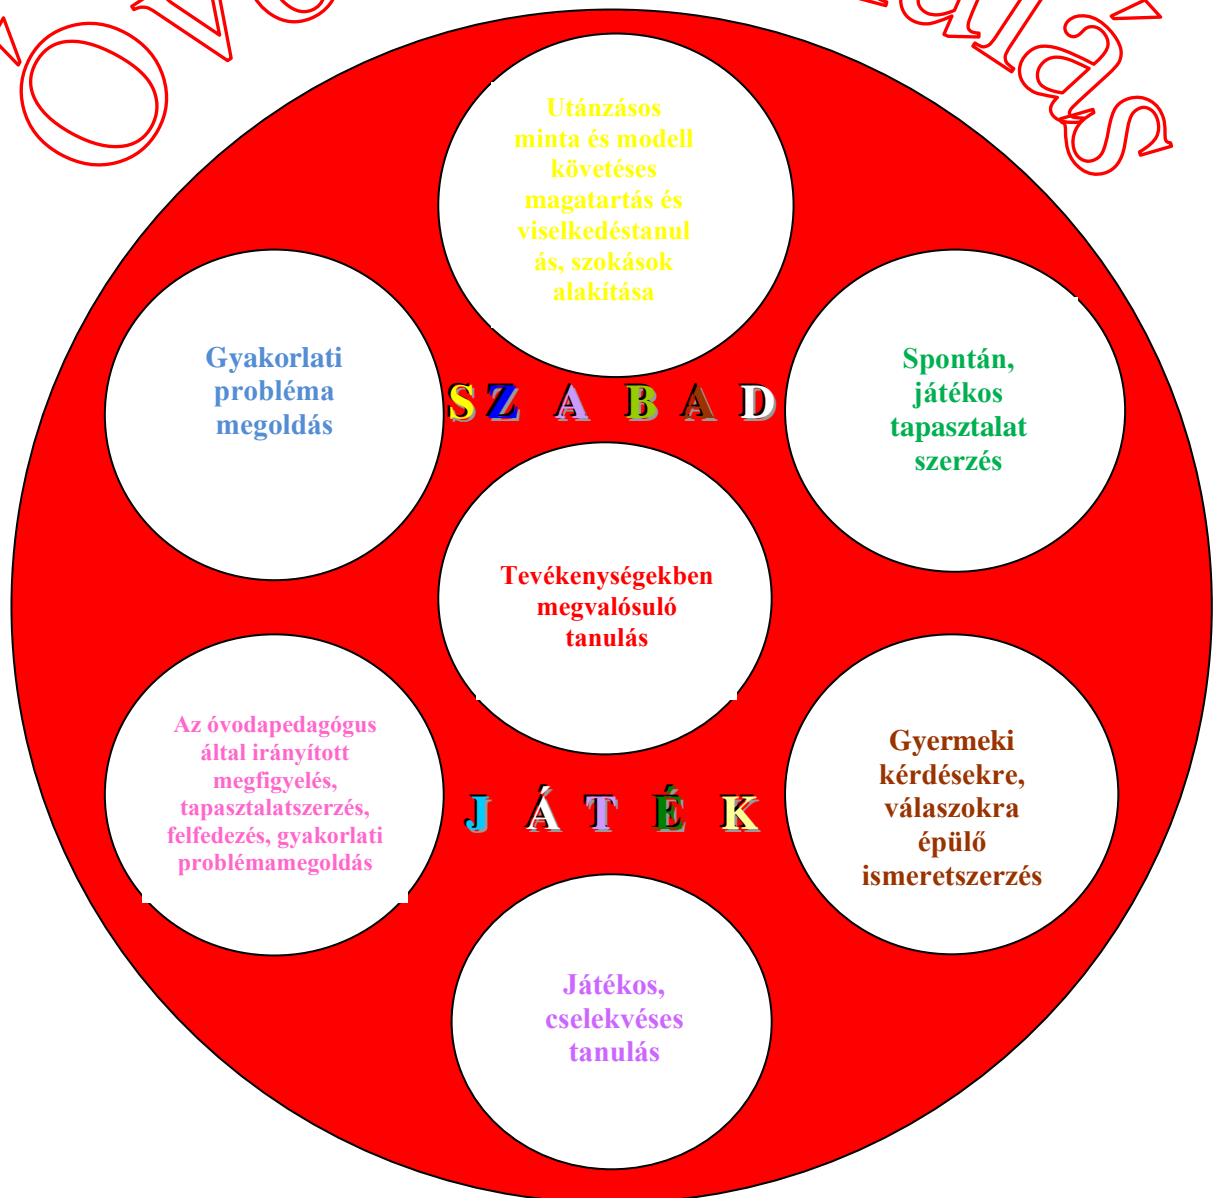 Utánzásos
minta és modell
követéses
magatartás és
viselkedéstanul
ás, szokások
alakítása
Gyakorlati
probléma
megoldás
Spontán,
játékos
tapasztalat
szerzés
S Z A B A D
Tevékenységekben
megvalósuló
tanulás
Az óvodapedagógus
által irányított
megfigyelés,
tapasztalatszerzés,
felfedezés, gyakorlati
problémamegoldás
Gyermeki
kérdésekre,
válaszokra
épülő
ismeretszerzés
J Á T É K
Játékos,
cselekvéses
tanulás